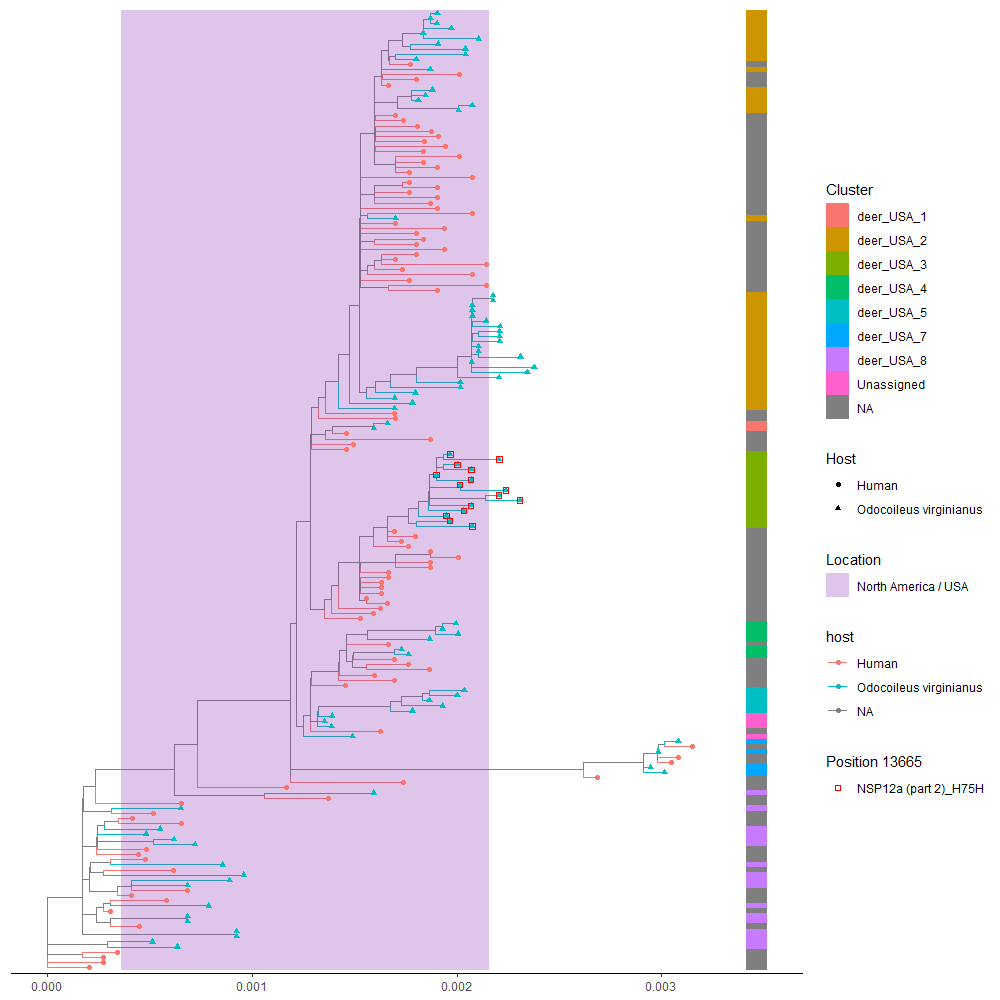 Cluster
deer_USA_1
deer_USA_2
deer_USA_3
deer_USA_4
deer_USA_5
deer_USA_7
deer_USA_8
Unassigned
NA
Host
Human
Odocoileus virginianus
Location
North America / USA
host
Human
Odocoileus virginianus
NA
Position 13665
NSP12a (part 2)_H75H
0.000 0.001 0.002 0.003